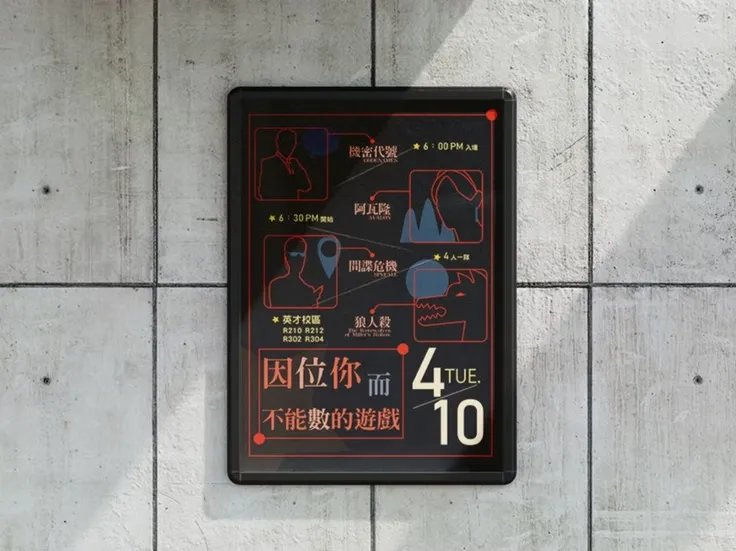 機密代號
CODENAMES
★ 6：00 PM 入場
阿瓦隆
AVALON
★ 6：30 PM 開始
間諜危機
SPYFALL
★ 4 人一隊
★ 英才校區
R210 R212
R302 R304
狼人殺
The Werewolves
of Miller's Hollow
因位你而
不能數的遊戲
4 TUE.
10